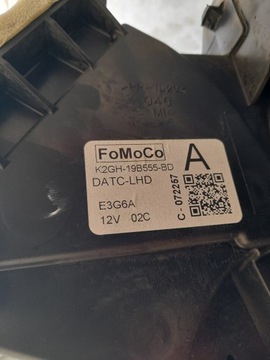 FoMoCo
K2GH-19B555-BD
DATC-LHD
A
E3G6A
12V 02C
C - 072257